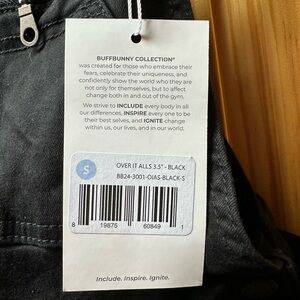 BUFFBUNNY COLLECTION®
was created for those who embrace their
fears, celebrate their uniqueness, and
confidently show the world who they are
not only for themselves, but to affect
change both in and out of the gym.
We strive to INCLUDE every body in all
our differences, INSPIRE every one to be
their best selves, and IGNITE change
within us, our lives, and in our world.
S
OVER IT ALLS 3.5" - BLACK
BB24-3001-OIAS-BLACK-S
8 19875 60849 1
Include. Inspire. Ignite.